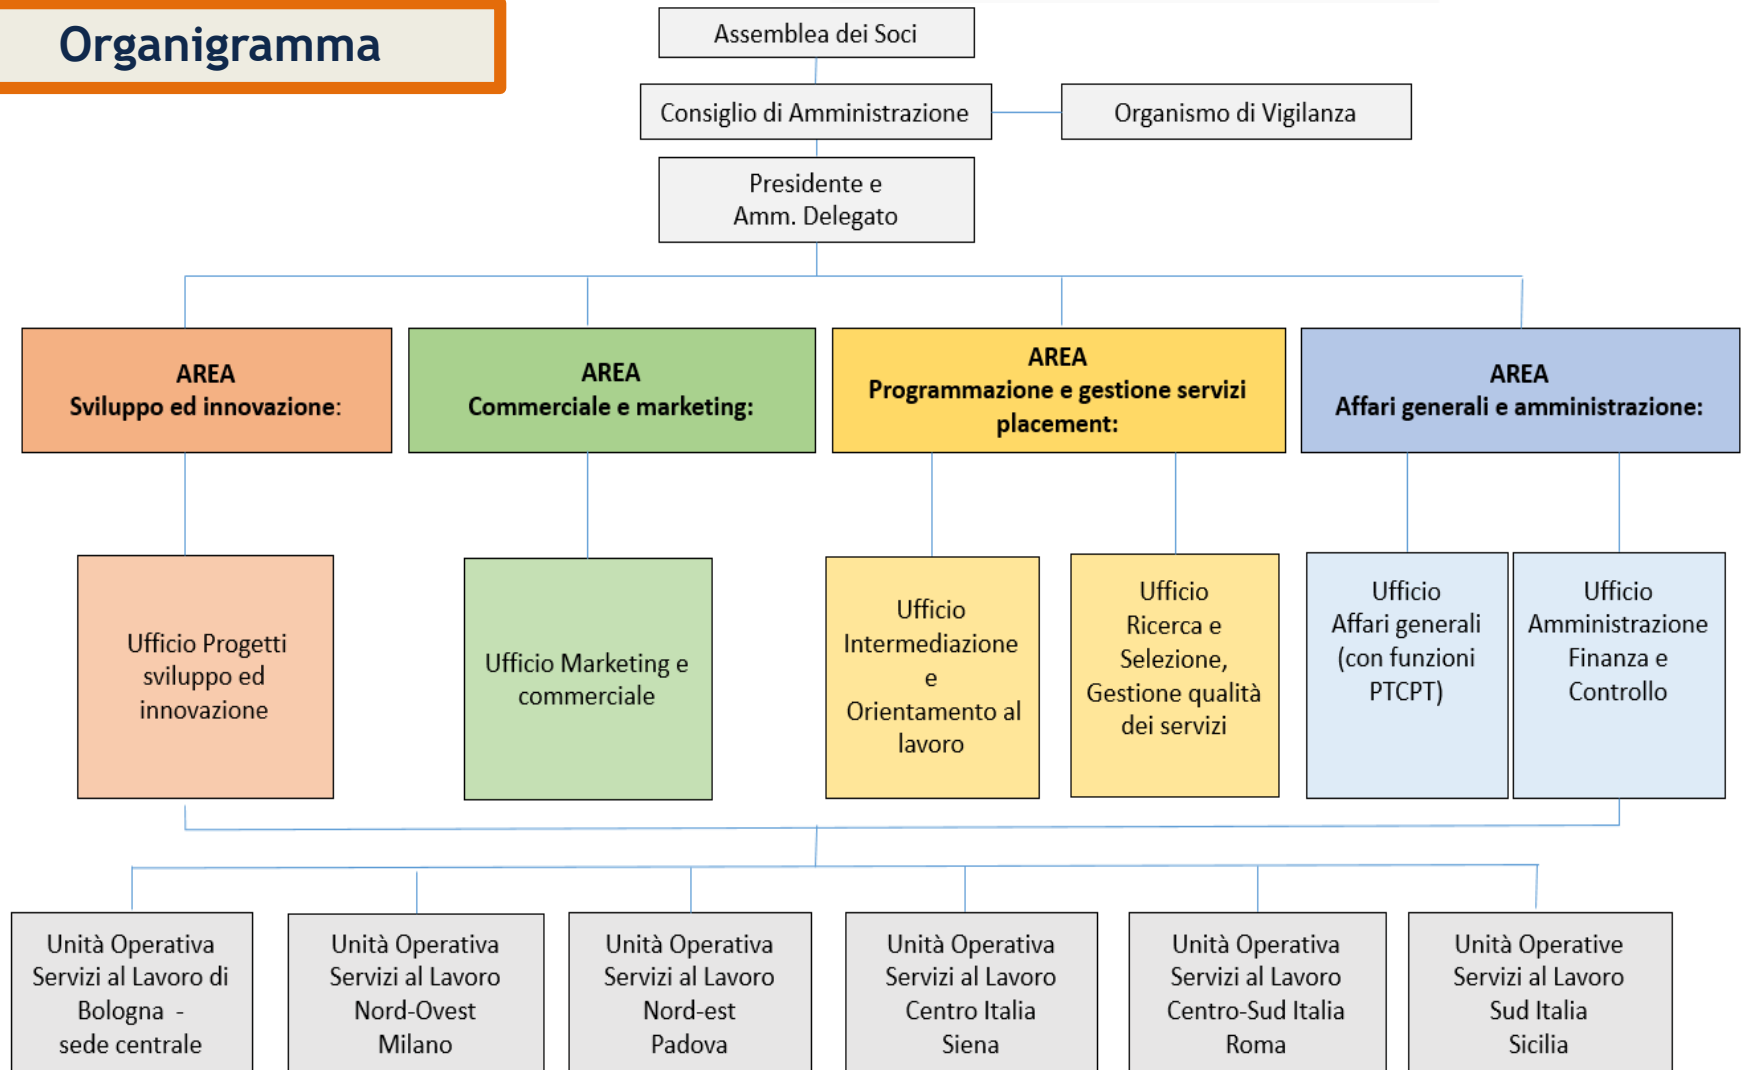 Organigramma
Assemblea dei Soci
Consiglio di Amministrazione
Organismo di Vigilanza
Presidente e
Amm. Delegato
AREA
Sviluppo ed innovazione:
AREA
Commerciale e marketing:
AREA
Programmazione e gestione servizi
placement:
AREA
Affari generali e amministrazione:
Ufficio Progetti
sviluppo ed
innovazione
Ufficio Marketing e
commerciale
Ufficio
Intermediazione
e
Orientamento al
lavoro
Ufficio
Ricerca e
Selezione,
Gestione qualità
dei servizi
Ufficio
Affari generali
(con funzioni
PTCPT)
Ufficio
Amministrazione
Finanza e
Controllo
Unità Operativa
Servizi al Lavoro di
Bologna -
sede centrale
Unità Operativa
Servizi al Lavoro
Nord-Ovest
Milano
Unità Operativa
Servizi al Lavoro
Nord-est
Padova
Unità Operativa
Servizi al Lavoro
Centro Italia
Siena
Unità Operativa
Servizi al Lavoro
Centro-Sud Italia
Roma
Unità Operative
Servizi al Lavoro
Sud Italia
Sicilia